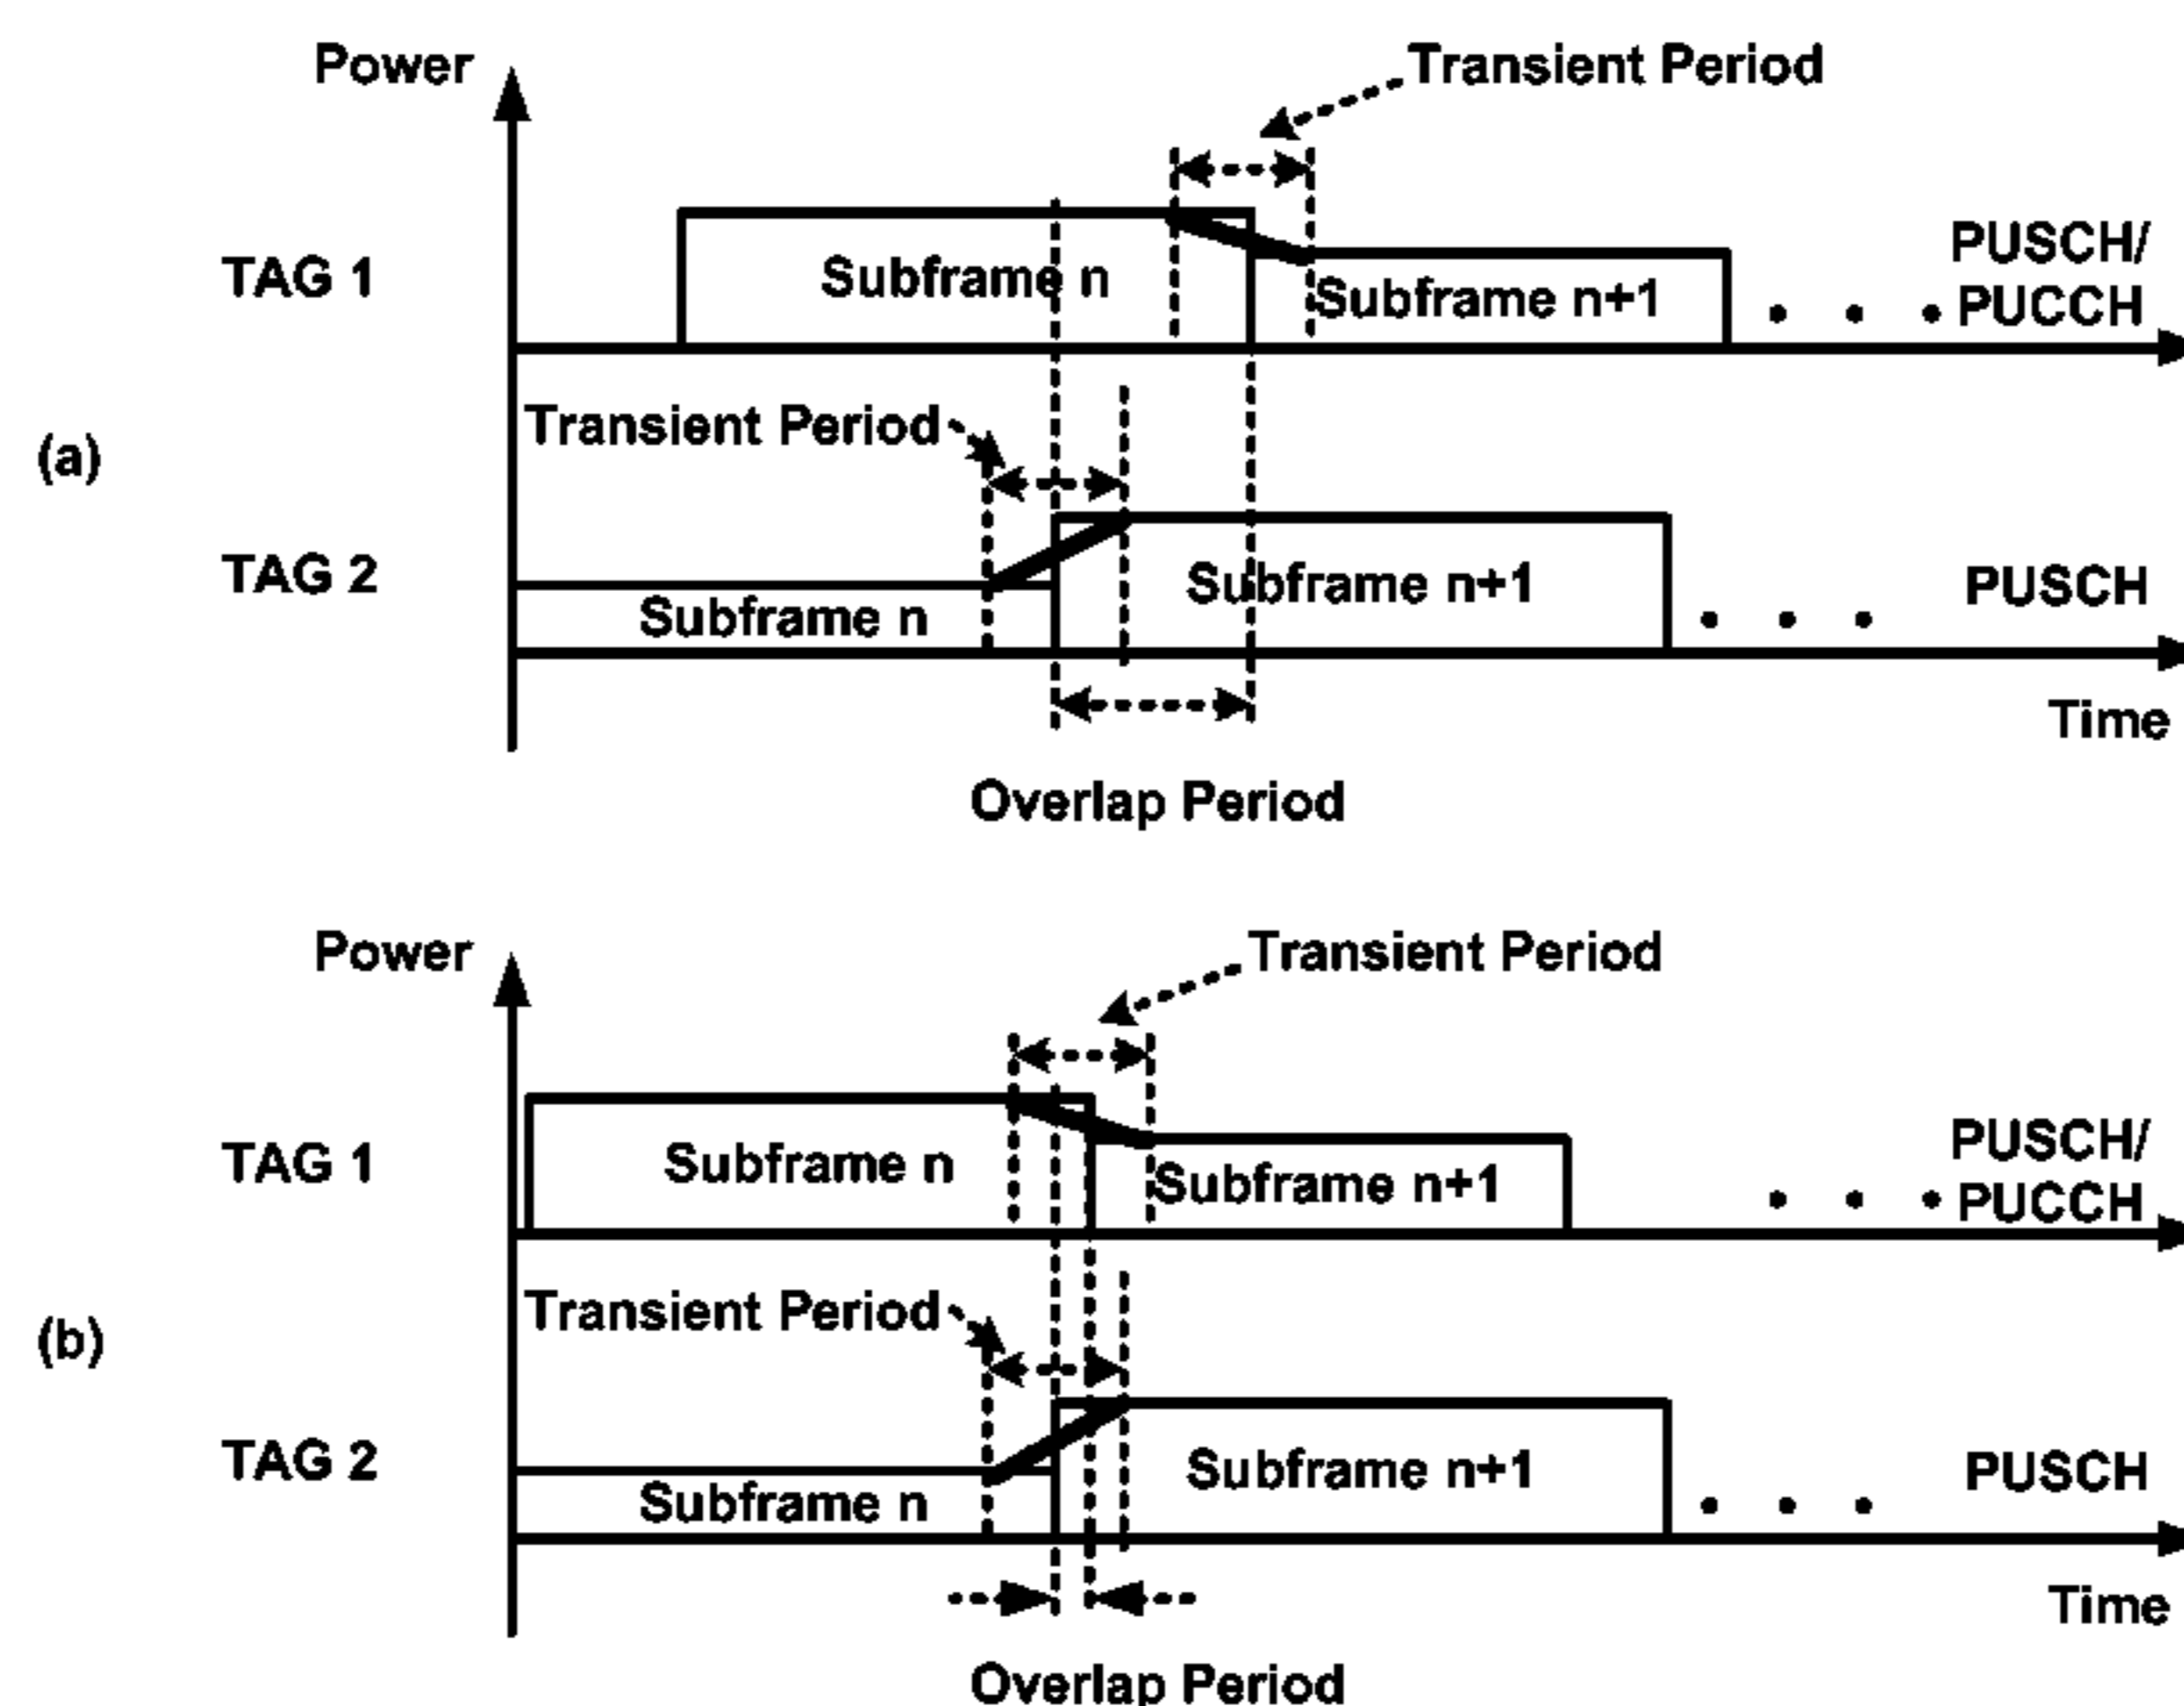 Power
Transient Period
TAG 1
Subframe n
Subframe n+1
PUSCH/
PUCCH
(a)
Transient Period
TAG 2
Subframe n
Subframe n+1
PUSCH
Time
Overlap Period
Power
Transient Period
TAG 1
Subframe n
Subframe n+1
PUSCH/
PUCCH
(b)
Transient Period
TAG 2
Subframe n
Subframe n+1
PUSCH
Time
Overlap Period